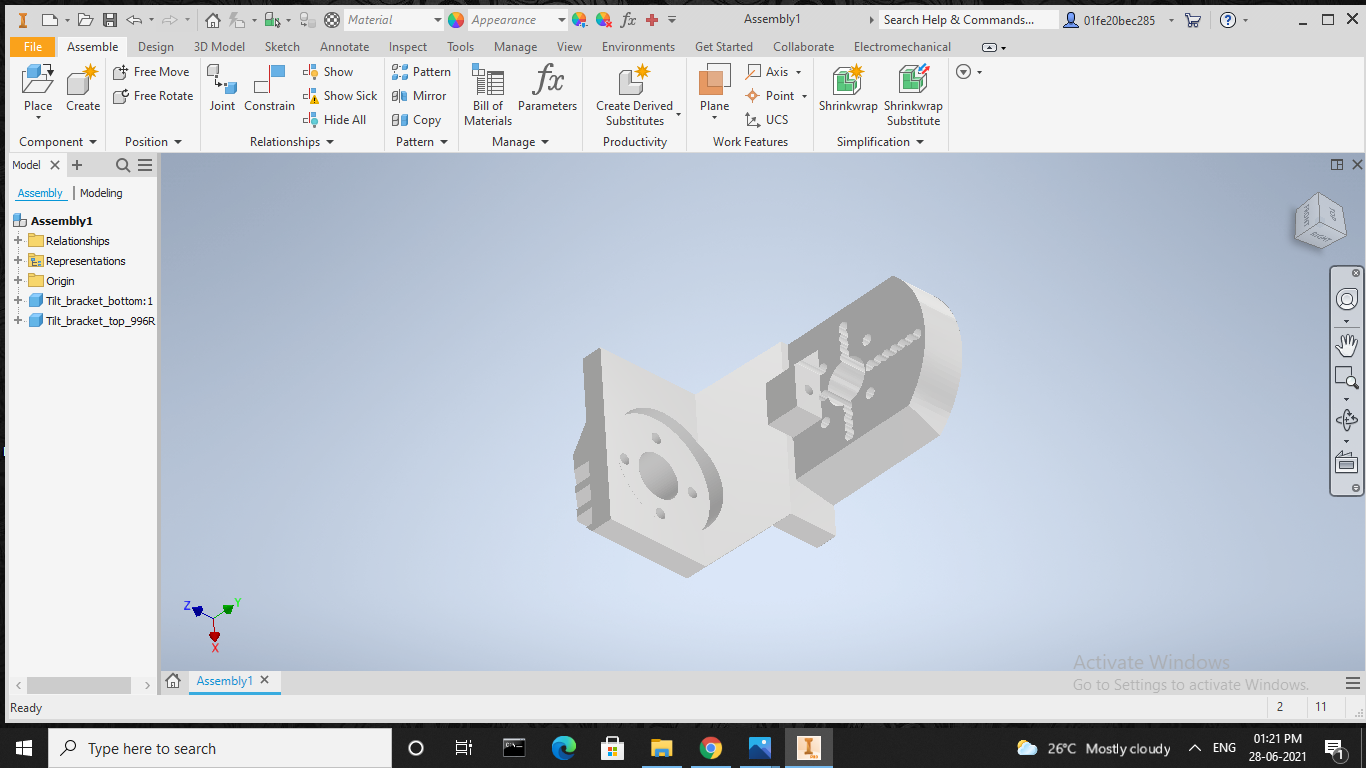 Material
Appearance
fx
Assembly1
Search Help & Commands...
01fe20bec285
File Assemble Design 3D Model Sketch Annotate Inspect Tools Manage View Environments Get Started Collaborate Electromechanical
Place
Create
Free Move
Free Rotate
Joint
Constrain
Show
Show Sick
Hide All
Pattern
Mirror
Copy
Bill of
Materials
fx
Parameters
Create Derived
Substitutes
Plane
Axis
Point
UCS
Shrinkwrap
Shrinkwrap
Substitute
Component Position Relationships Pattern Manage Productivity Work Features Simplification
Model
Assembly Modeling
Assembly1
Relationships
Representations
Origin
Tilt_bracket_bottom:1
Tilt_bracket_top_996R
FRONT
TOP
RIGHT
Z
Y
X
Activate Windows
Go to Settings to activate Windows.
Assembly1
Ready
2 11
Type here to search
26°C Mostly cloudy
ENG
01:21 PM
28-06-2021
1